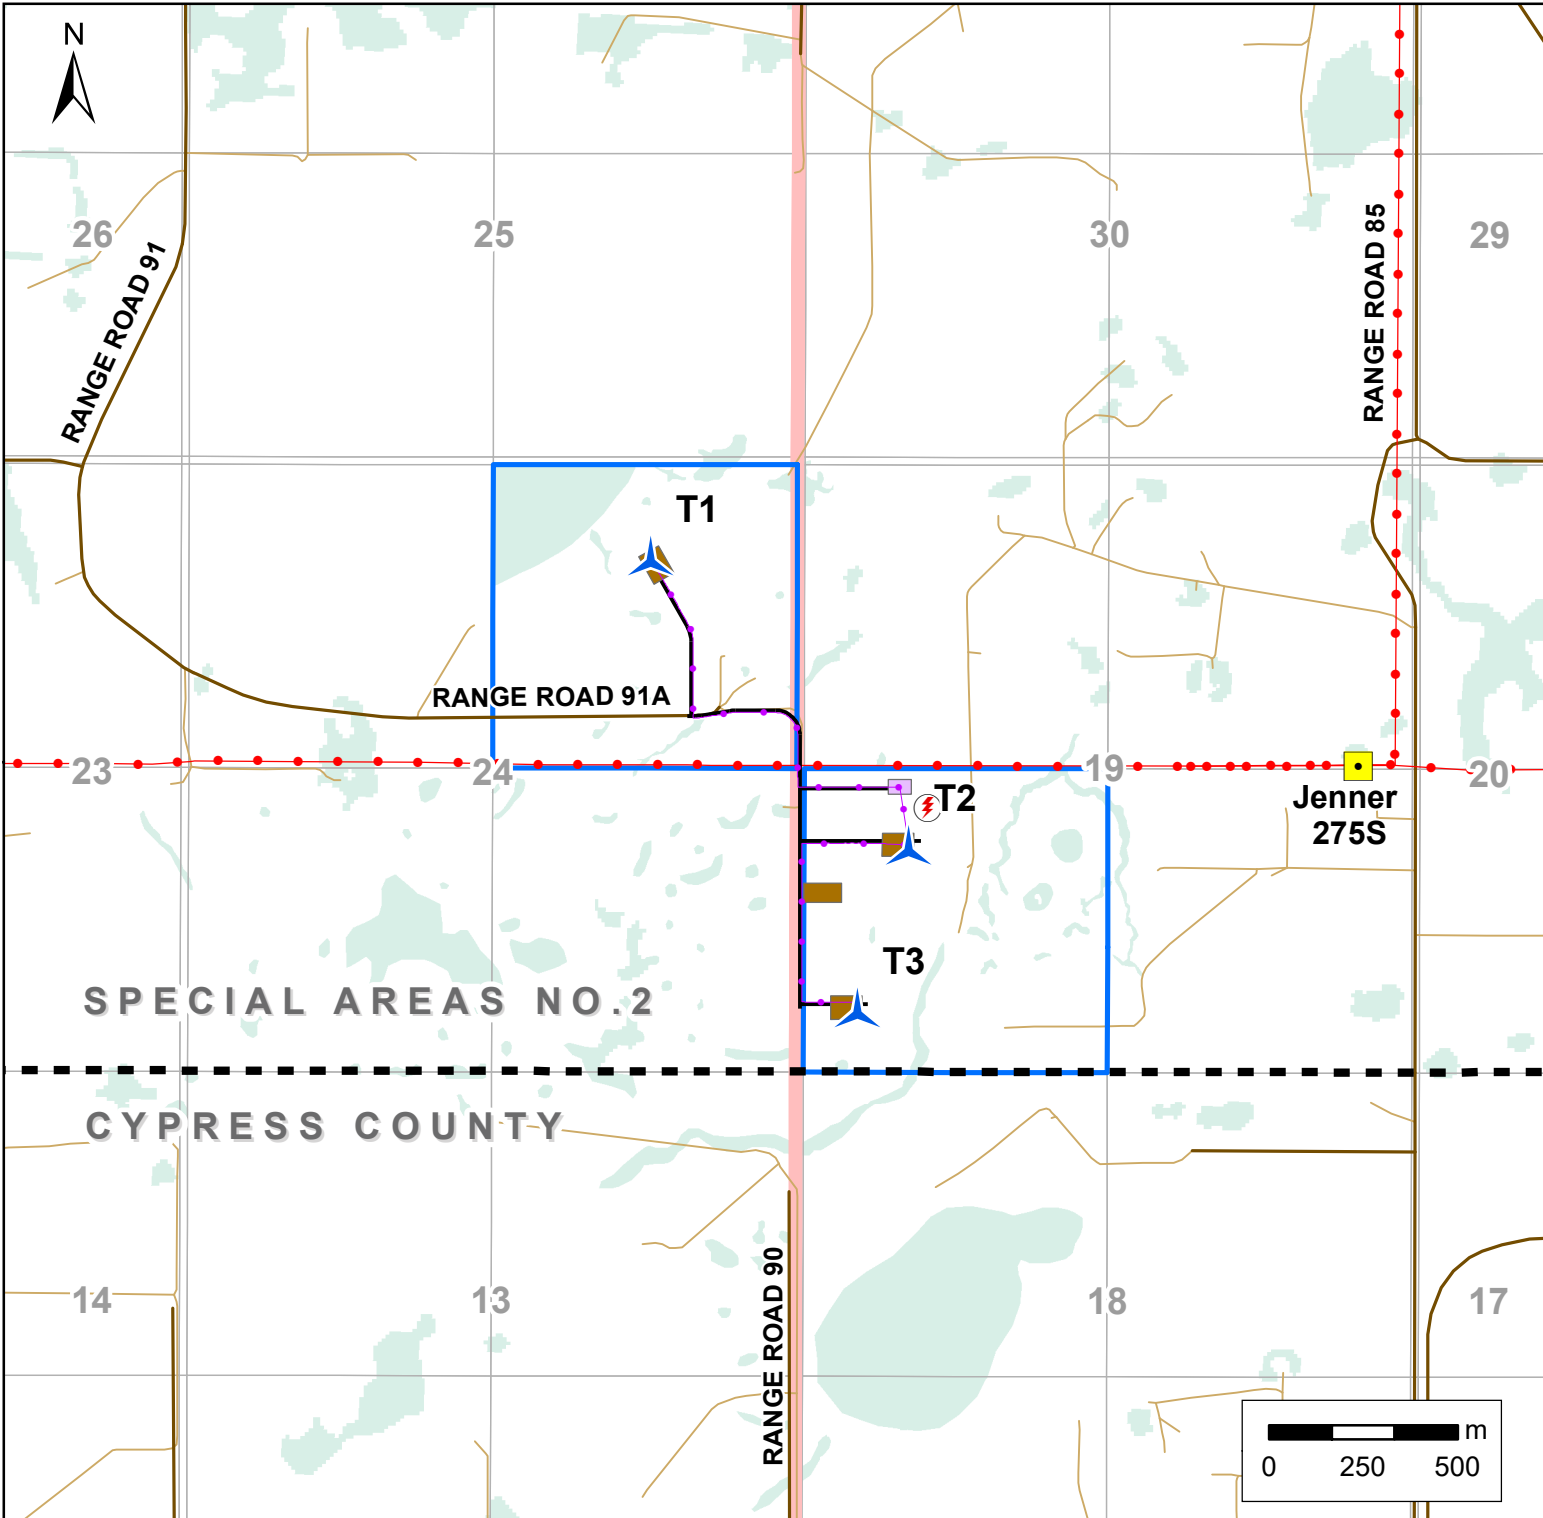 N
26
25
30
29
RANGE ROAD 91
RANGE ROAD 85
T1
RANGE ROAD 91A
23
24
19
20
T2
Jenner
275S
T3
SPECIAL AREAS NO.2
CYPRESS COUNTY
14
13
18
17
RANGE ROAD 90
m
0 250 500